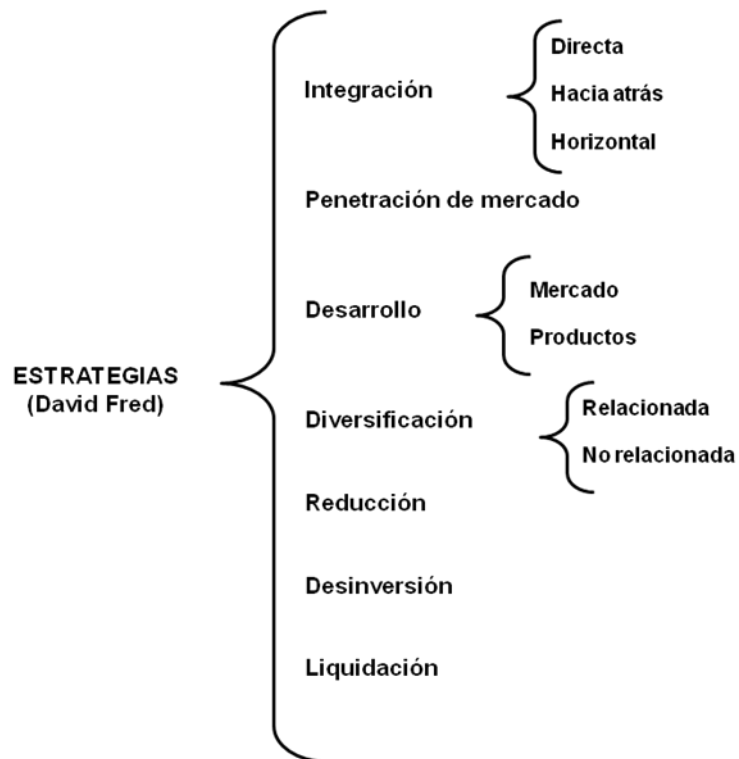 ESTRATEGIAS
(David Fred)
Integración
Directa
Hacia atrás
Horizontal
Penetración de mercado
Desarrollo
Mercado
Productos
Diversificación
Relacionada
No relacionada
Reducción
Desinversión
Liquidación